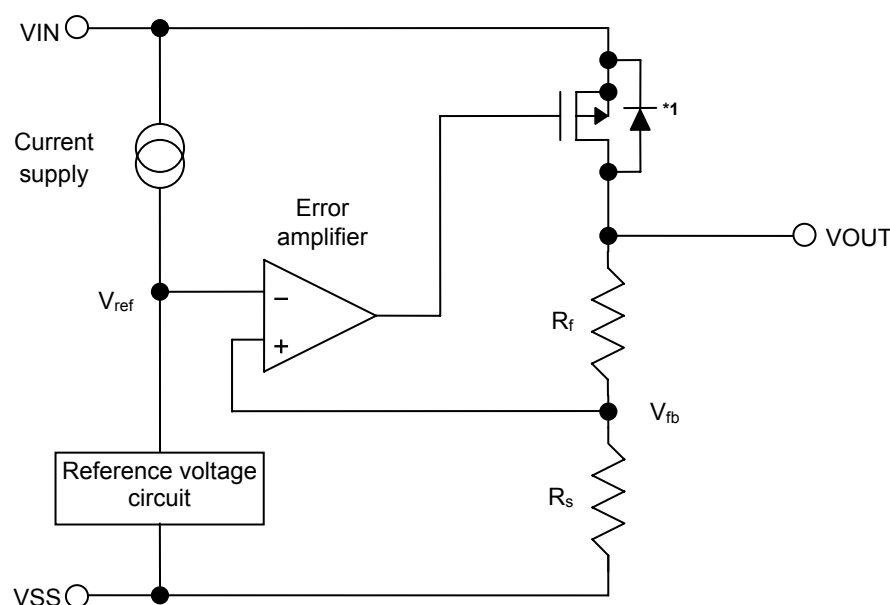 VIN
*1
Current
supply
Error
amplifier
VOUT
Vref
−
+
Rf
Vfb
Reference voltage
circuit
Rs
VSS